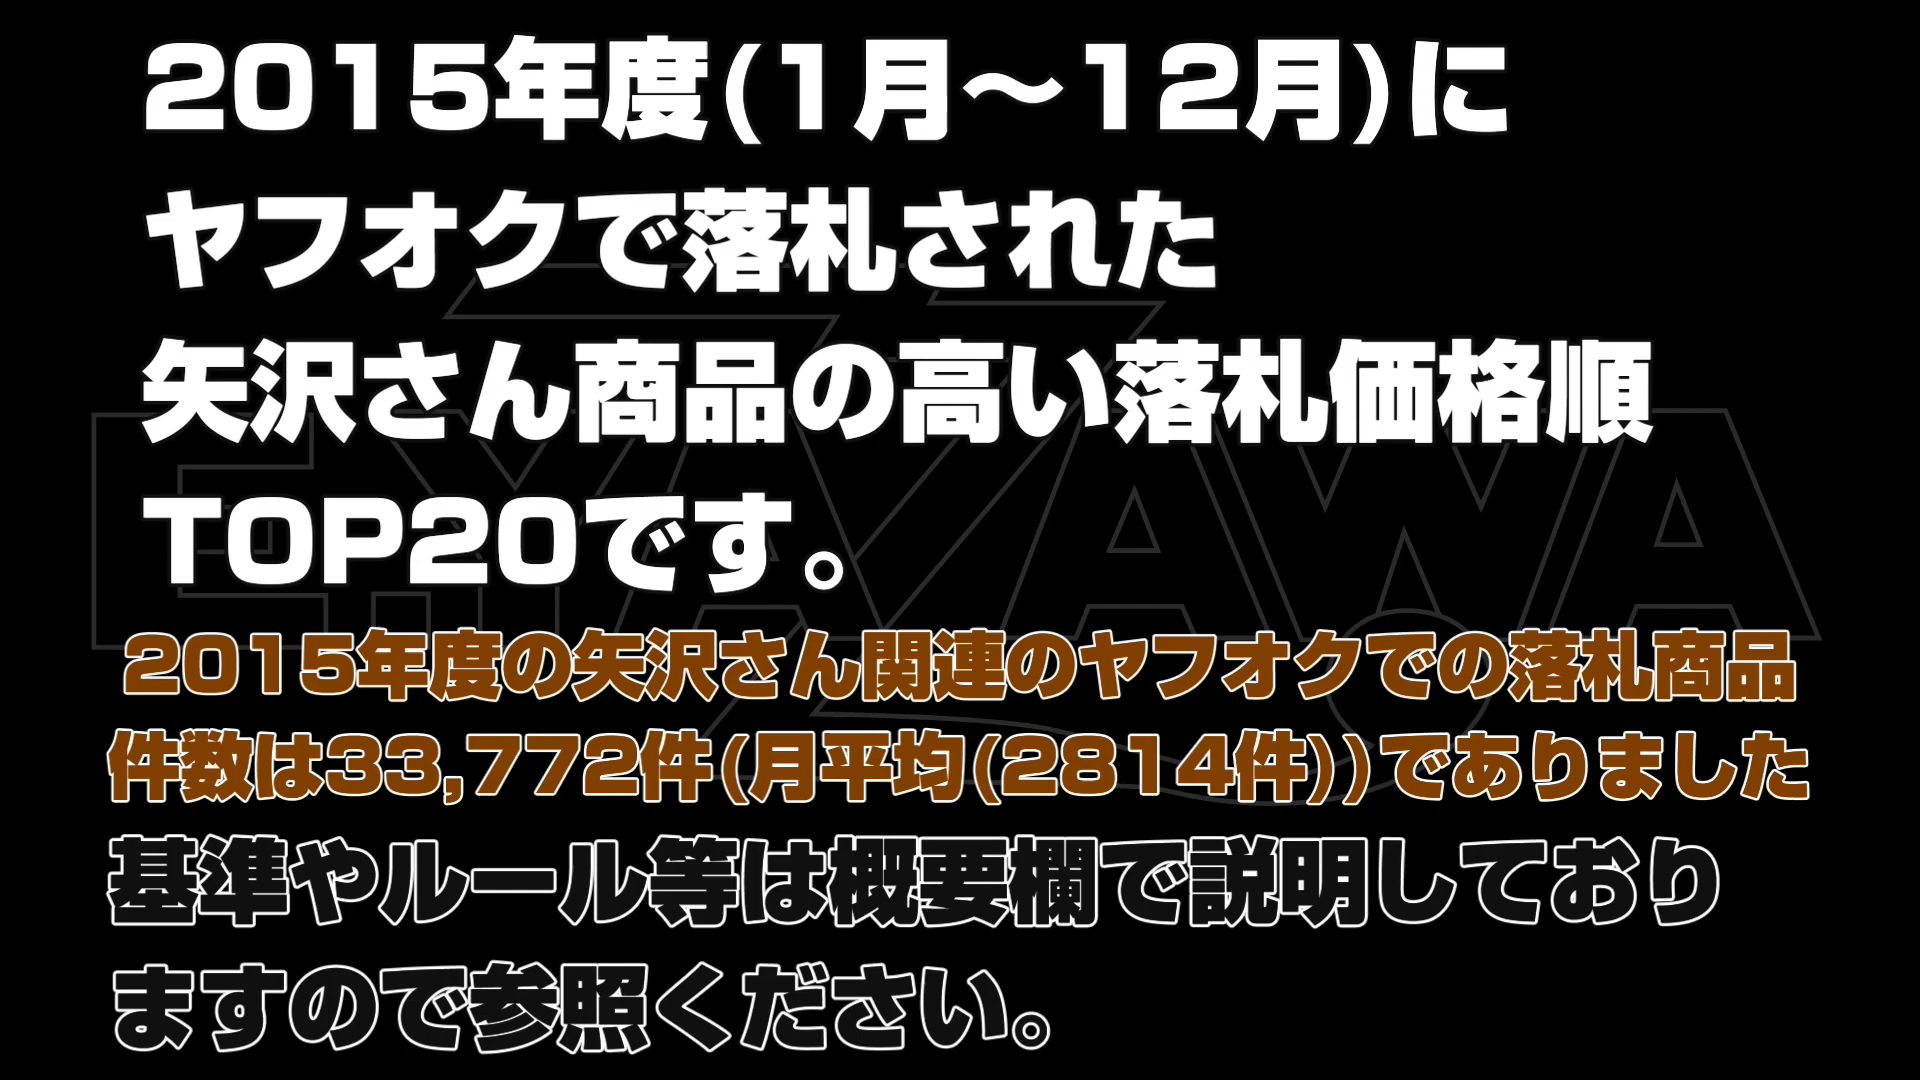 2015年度(1月～12月)に
ヤフオクで落札された
矢沢さん商品の高い落札価格順
TOP20です。
2015年度の矢沢さん関連のヤフオクでの落札商品
件数は33,772件(月平均(2814件))でありました
基準やルール等は概要欄で説明しており
ますので参照ください。
E.YAZAWA